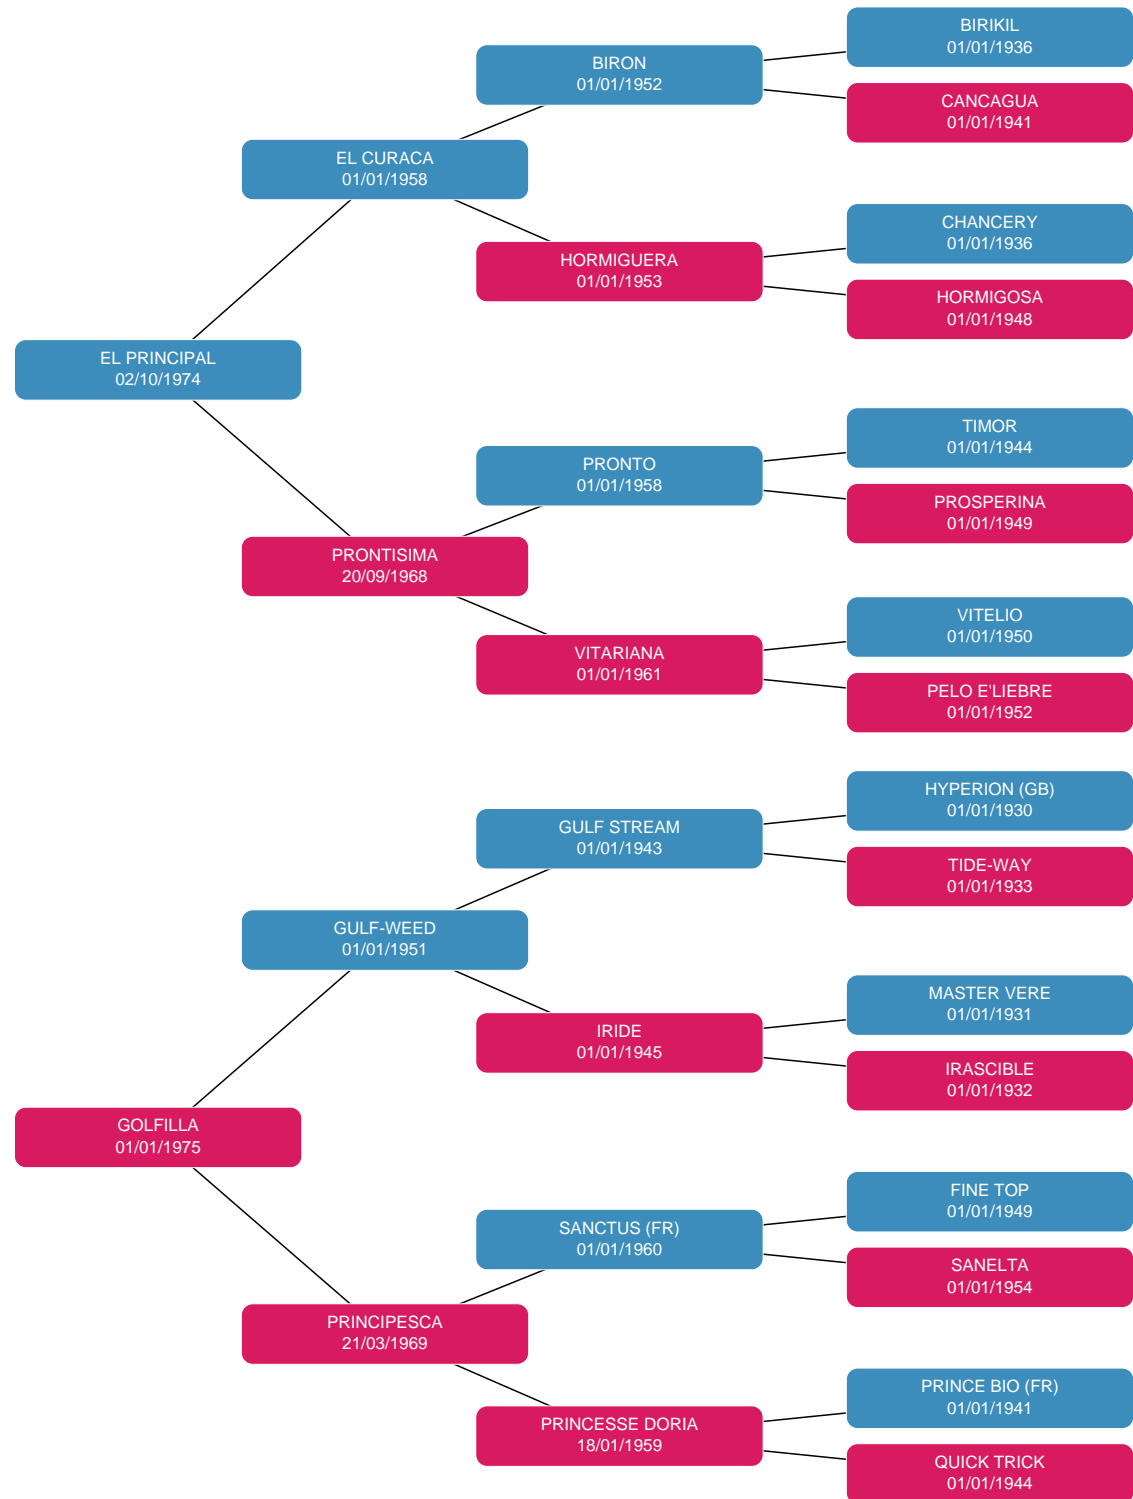 BIRIKIL
01/01/1936
BIRON
01/01/1952
CANCAGUA
01/01/1941
EL CURACA
01/01/1958
CHANCERY
01/01/1936
HORMIGUERA
01/01/1953
HORMIGOSA
01/01/1948
EL PRINCIPAL
02/10/1974
TIMOR
01/01/1944
PRONTO
01/01/1958
PROSPERINA
01/01/1949
PRONTISIMA
20/09/1968
VITELIO
01/01/1950
VITARIANA
01/01/1961
PELO E'LIEBRE
01/01/1952
HYPERION (GB)
01/01/1930
GULF STREAM
01/01/1943
TIDE-WAY
01/01/1933
GULF-WEED
01/01/1951
MASTER VERE
01/01/1931
IRIDE
01/01/1945
IRASCIBLE
01/01/1932
GOLFILLA
01/01/1975
FINE TOP
01/01/1949
SANCTUS (FR)
01/01/1960
SANELTA
01/01/1954
PRINCIPESCA
21/03/1969
PRINCE BIO (FR)
01/01/1941
PRINCESSE DORIA
18/01/1959
QUICK TRICK
01/01/1944